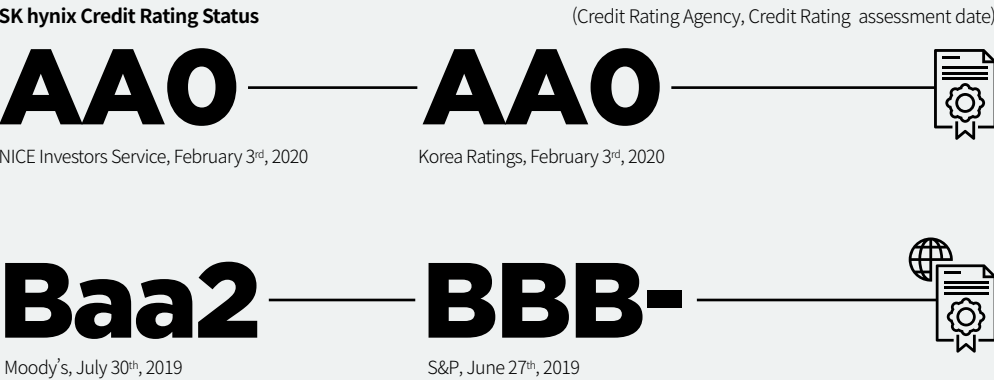 SK hynix Credit Rating Status (Credit Rating Agency, Credit Rating assessment date)
AA0 AA0
NICE Investors Service, February 3rd, 2020 Korea Ratings, February 3rd, 2020
Baa2 BBB-
Moody's, July 30th, 2019 S&P, June 27th, 2019